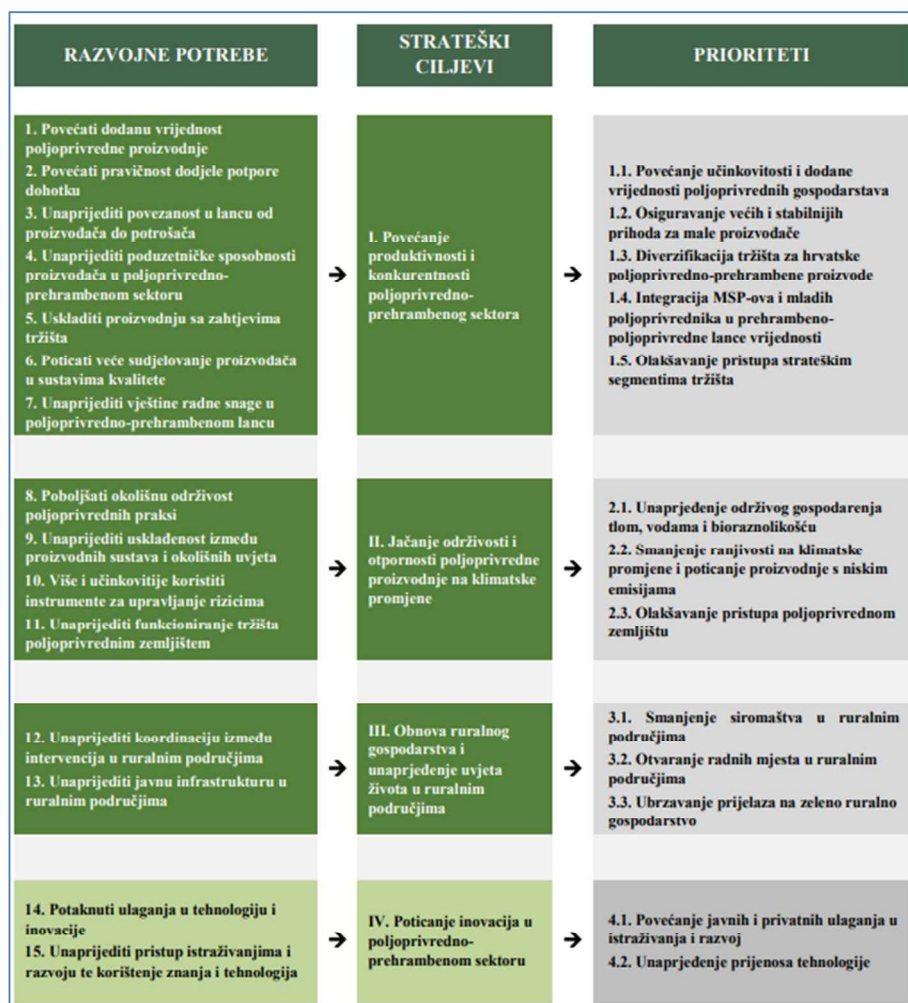 RAZVOJNE POTREBE
STRATEŠKI
CILJEVI
PRIORITETI
1. Povećati dodanu vrijednost
poljoprivredne proizvodnje
2. Povećati pravičnost dodjele potpore
dohotku
3. Unaprijediti povezanost u lancu od
proizvođača do potrošača
4. Unaprijediti poduzetničke sposobnosti
proizvođača u poljoprivredno-
prehrambenom sektoru
5. Uskladiti proizvodnju sa zahtjevima
tržišta
6. Poticati veće sudjelovanje proizvođača
u sustavima kvalitete
7. Unaprijediti vještine radne snage u
poljoprivredno-prehrambenom lancu
➔
I. Povećanje
produktivnosti i
konkurentnosti
poljoprivredno-
prehrambenog sektora
➔
1.1. Povećanje učinkovitosti i dodane
vrijednosti poljoprivrednih gospodarstava
1.2. Osiguravanje većih i stabilnijih
prihoda za male proizvođače
1.3. Diverzifikacija tržišta za hrvatske
poljoprivredno-prehrambene proizvode
1.4. Integracija MSP-ova i mladih
poljoprivrednika u prehrambeno-
poljoprivredne lance vrijednosti
1.5. Olakšavanje pristupa strateškim
segmentima tržišta
8. Poboljšati okolišnu održivost
poljoprivrednih praksi
9. Unaprijediti usklađenost između
proizvodnih sustava i okolišnih uvjeta
10. Više i učinkovitije koristiti
instrumente za upravljanje rizicima
11. Unaprijediti funkcioniranje tržišta
poljoprivrednim zemljištem
➔
II. Jačanje održivosti i
otpornosti poljoprivredne
proizvodnje na klimatske
promjene
➔
2.1. Unaprjeđenje održivog gospodarenja
tlom, vodama i bioraznolikošću
2.2. Smanjenje ranjivosti na klimatske
promjene i poticanje proizvodnje s niskim
emisijama
2.3. Olakšavanje pristupa poljoprivrednom
zemljištu
12. Unaprijediti koordinaciju između
intervencija u ruralnim područjima
13. Unaprijediti javnu infrastrukturu u
ruralnim područjima
➔
III. Obnova ruralnog
gospodarstva i
unaprjeđenje uvjeta
života u ruralnim
područjima
➔
3.1. Smanjenje siromaštva u ruralnim
područjima
3.2. Otvaranje radnih mjesta u ruralnim
područjima
3.3. Ubrzavanje prijelaza na zeleno ruralno
gospodarstvo
14. Potaknuti ulaganja u tehnologiju i
inovacije
15. Unaprijediti pristup istraživanjima i
razvoju te korištenje znanja i tehnologija
➔
IV. Poticanje inovacija u
poljoprivredno-
prehrambenom sektoru
➔
4.1. Povećanje javnih i privatnih ulaganja u
istraživanja i razvoj
4.2. Unaprjeđenje prijenosa tehnologije